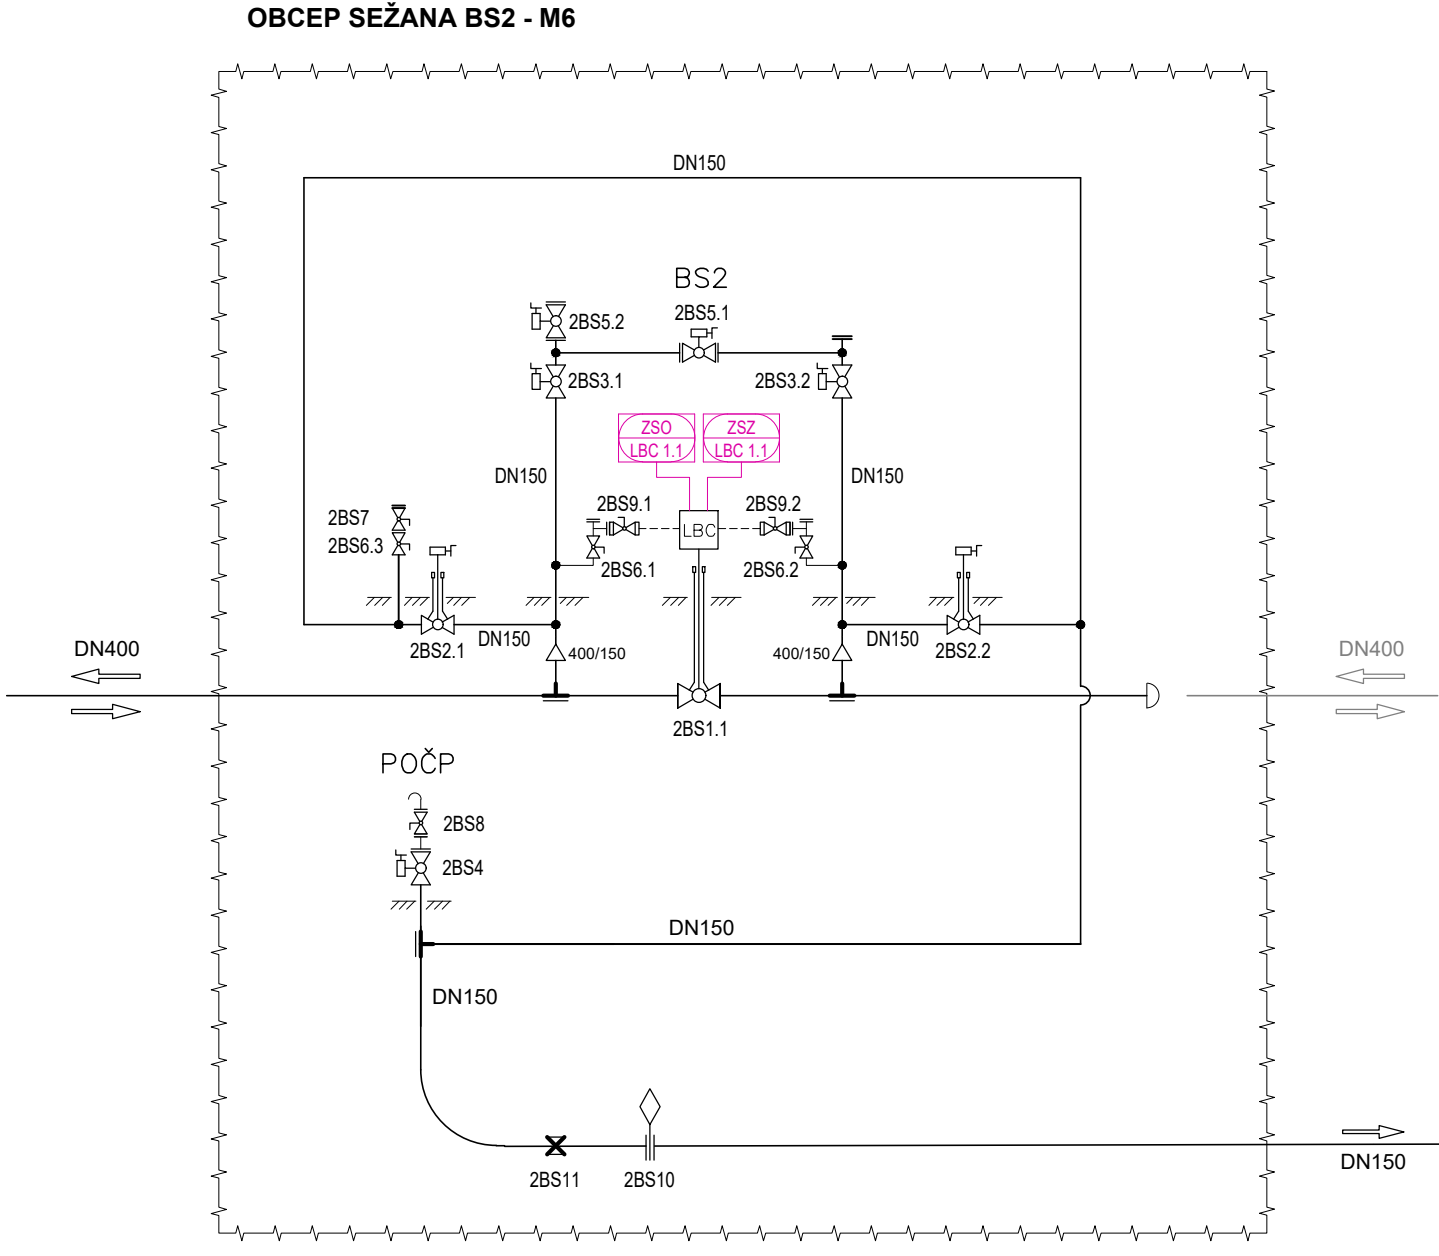 OBCEP SEŽANA BS2 - M6
DN150
BS2
2BS5.1
2BS5.2
2BS3.1
2BS3.2
ZSO
LBC 1.1
ZSZ
LBC 1.1
DN150
DN150
2BS9.1
2BS9.2
2BS7
2BS6.3
LBC
2BS6.1
2BS6.2
DN150
DN150
2BS2.1
2BS2.2
400/150
400/150
DN400
DN400
2BS1.1
POČP
2BS8
2BS4
DN150
DN150
2BS11
2BS10
DN150